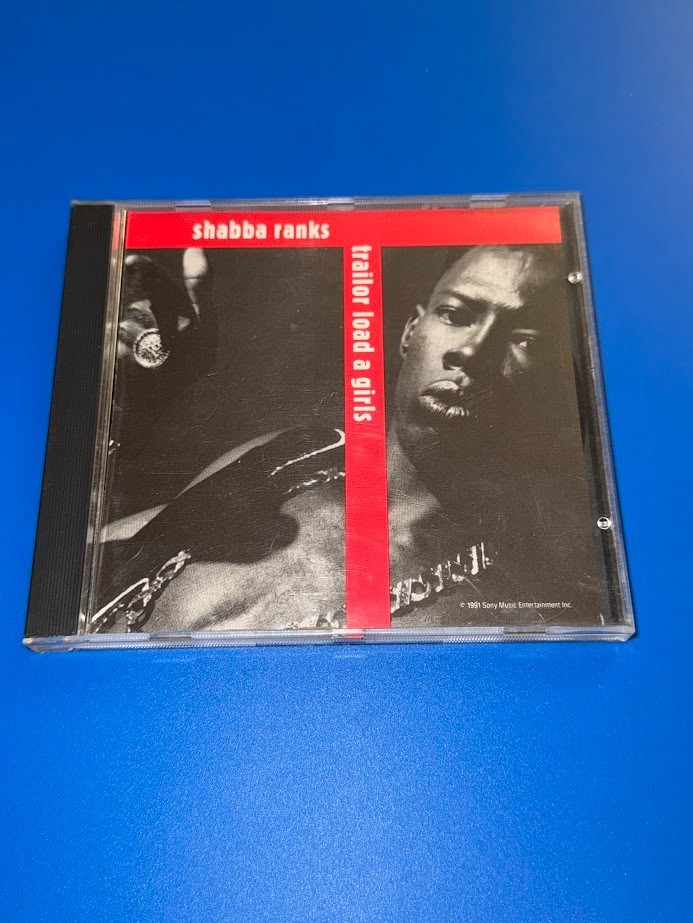 shabba ranks
trailor load a girls
© 1991 Sony Music Entertainment Inc.